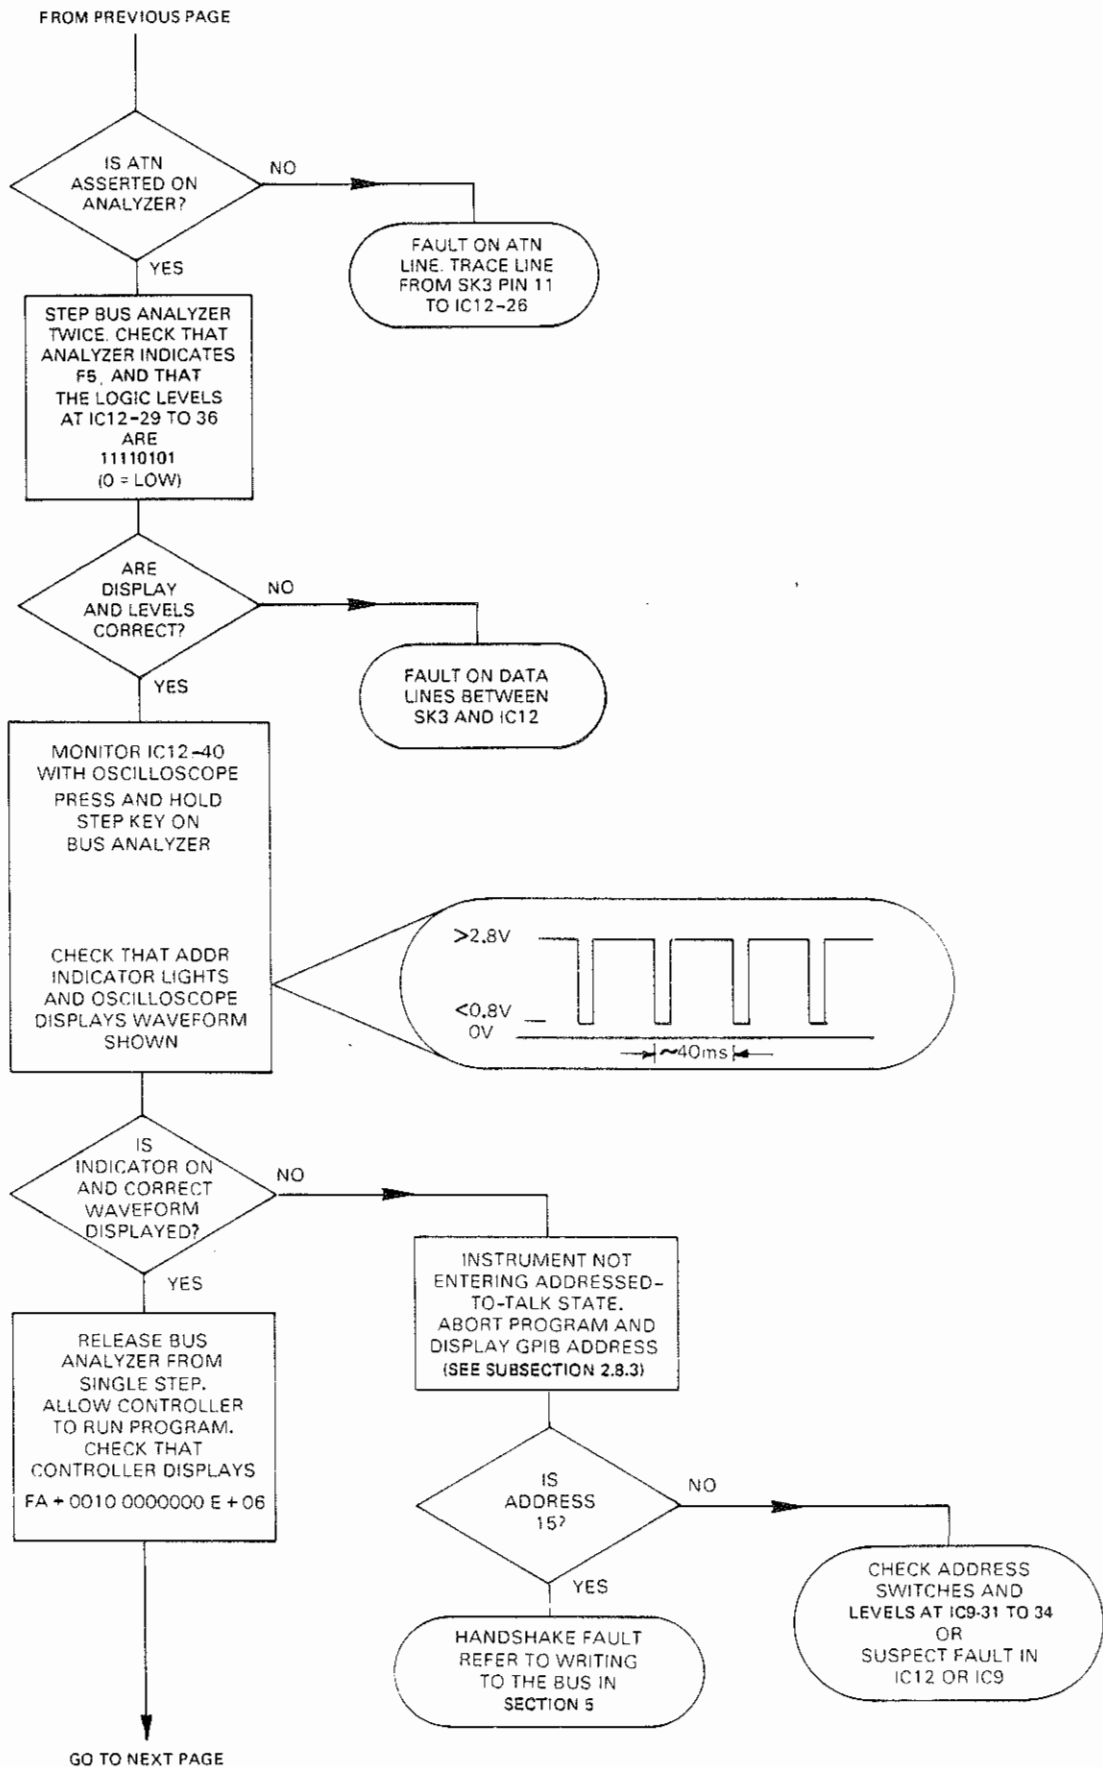 FROM PREVIOUS PAGE
IS ATN
ASSERTED ON
ANALYZER?
NO
FAULT ON ATN
LINE. TRACE LINE
FROM SK3 PIN 11
TO IC12-26
YES
STEP BUS ANALYZER
TWICE. CHECK THAT
ANALYZER INDICATES
F5, AND THAT
THE LOGIC LEVELS
AT IC12-29 TO 36
ARE
11110101
(0 = LOW)
ARE
DISPLAY
AND LEVELS
CORRECT?
NO
FAULT ON DATA
LINES BETWEEN
SK3 AND IC12
YES
MONITOR IC12-40
WITH OSCILLOSCOPE
PRESS AND HOLD
STEP KEY ON
BUS ANALYZER
CHECK THAT ADDR
INDICATOR LIGHTS
AND OSCILLOSCOPE
DISPLAYS WAVEFORM
SHOWN
>2.8V
<0.8V
0V
~40ms
IS
INDICATOR ON
AND CORRECT
WAVEFORM
DISPLAYED?
NO
INSTRUMENT NOT
ENTERING ADDRESSED-
TO-TALK STATE.
ABORT PROGRAM AND
DISPLAY GPIB ADDRESS
(SEE SUBSECTION 2.8.3)
YES
RELEASE BUS
ANALYZER FROM
SINGLE STEP.
ALLOW CONTROLLER
TO RUN PROGRAM.
CHECK THAT
CONTROLLER DISPLAYS
FA + 0010 0000000 E + 06
IS
ADDRESS
15?
NO
CHECK ADDRESS
SWITCHES AND
LEVELS AT IC9-31 TO 34
OR
SUSPECT FAULT IN
IC12 OR IC9
YES
HANDSHAKE FAULT
REFER TO WRITING
TO THE BUS IN
SECTION 5
GO TO NEXT PAGE